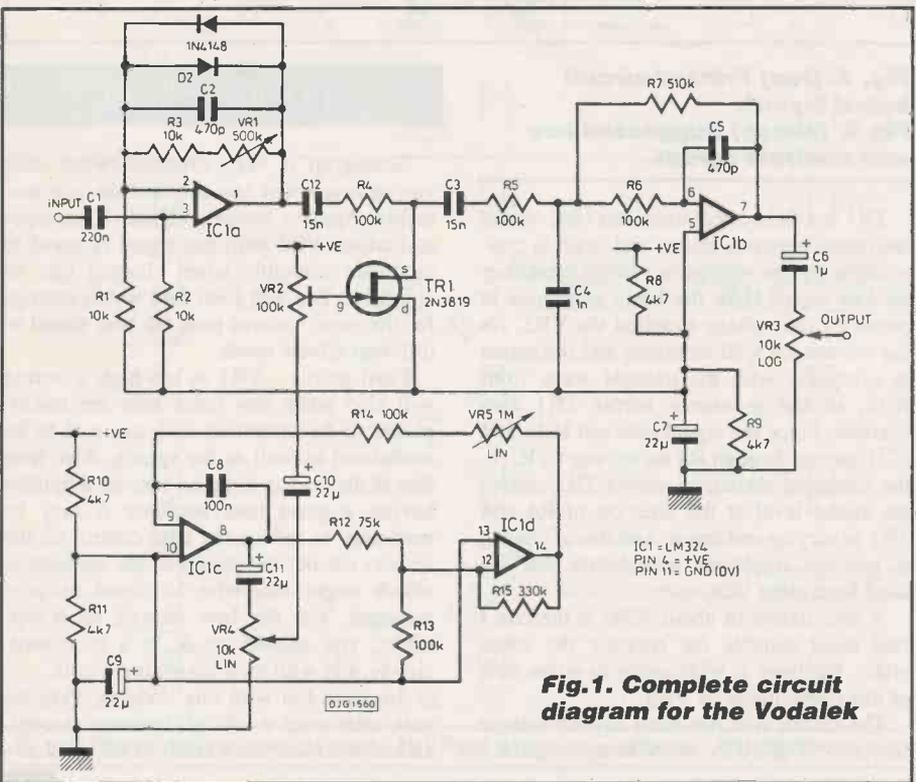 1N4148
D2
C2
470p
R3
10k
VR1
500k
iNPUT
C1
220n
2
3
1
IC1a
R1
10k
R2
10k
C12
15n
R4
100k
C3
15n
R5
100k
+VE
VR2
100k
g
s
d
TR1
2N3819
C4
1n
R7 510k
C5
470p
R6
100k
6
5
7
IC1b
+VE
R8
4k7
+
C6
1µ
VR3
10k
LOG
OUTPUT
+
C7
22µ
R9
4k7
+VE
R10
4k7
R11
4k7
C9
22µ
+
C8
100n
9
10
8
IC1c
R14 100k
VR5 1M
LIN
+
C10
22µ
R12 75k
+
C11
22µ
VR4
10k
LIN
R13
100k
13
12
14
IC1d
R15 330k
IC1 = LM324
PIN 4 = +VE
PIN 11 = GND (0V)
DJG1560
Fig.1. Complete circuit
diagram for the Vodalek